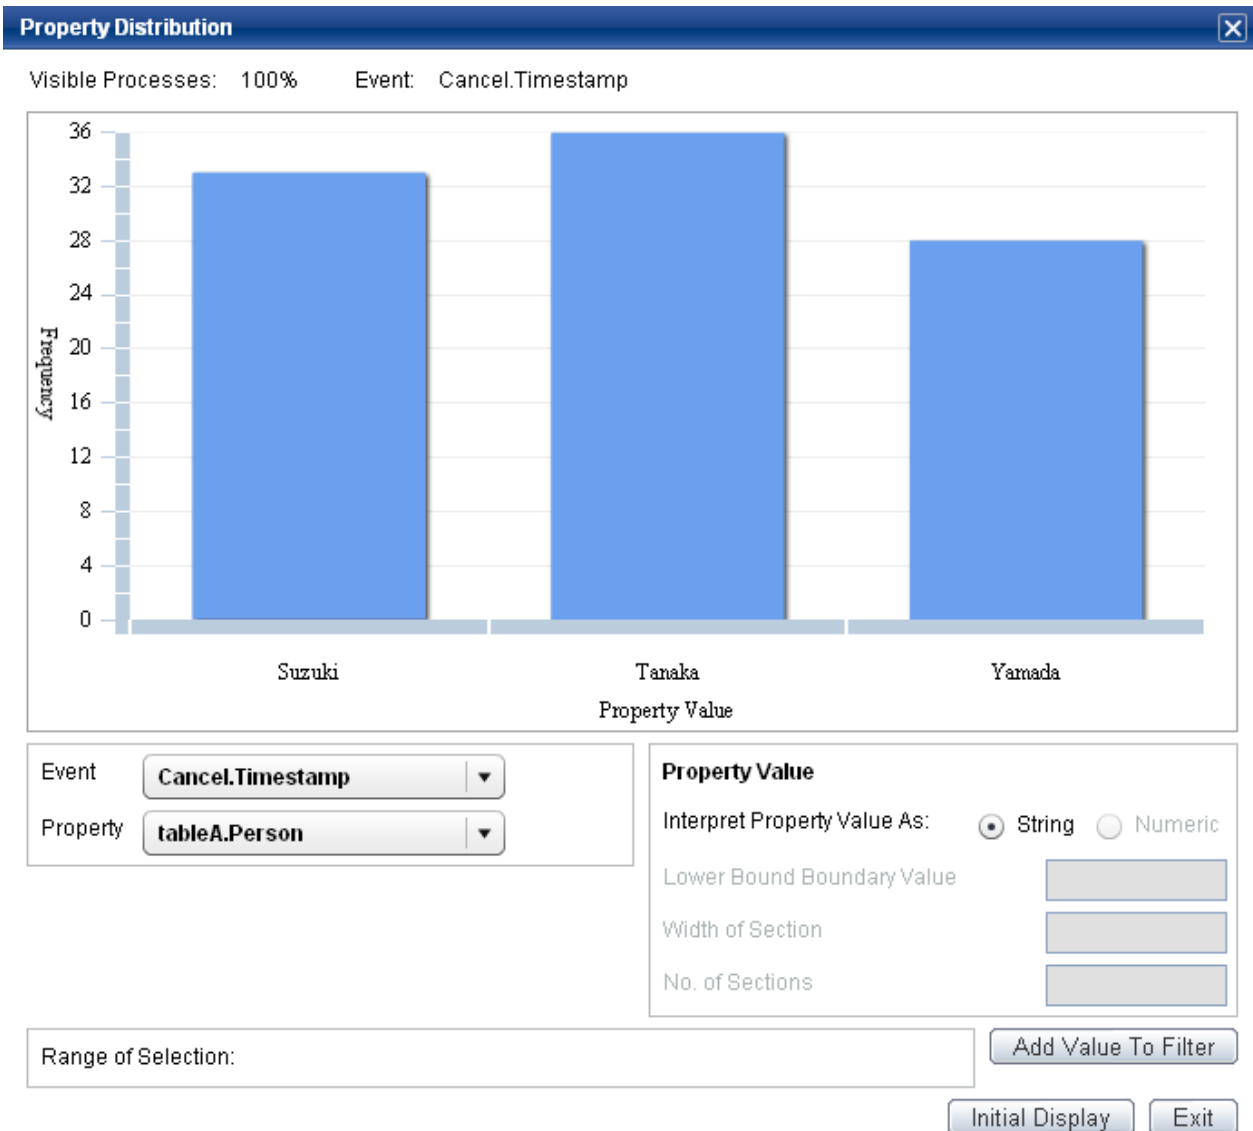 Property Distribution
Visible Processes: 100% Event: Cancel.Timestamp
36
32
28
24
20
16
12
8
4
0
Frequency
Suzuki Tanaka Yamada
Property Value
Event Cancel.Timestamp
Property tableA.Person
Property Value
Interpret Property Value As: String Numeric
Lower Bound Boundary Value
Width of Section
No. of Sections
Range of Selection:
Add Value To Filter
Initial Display Exit